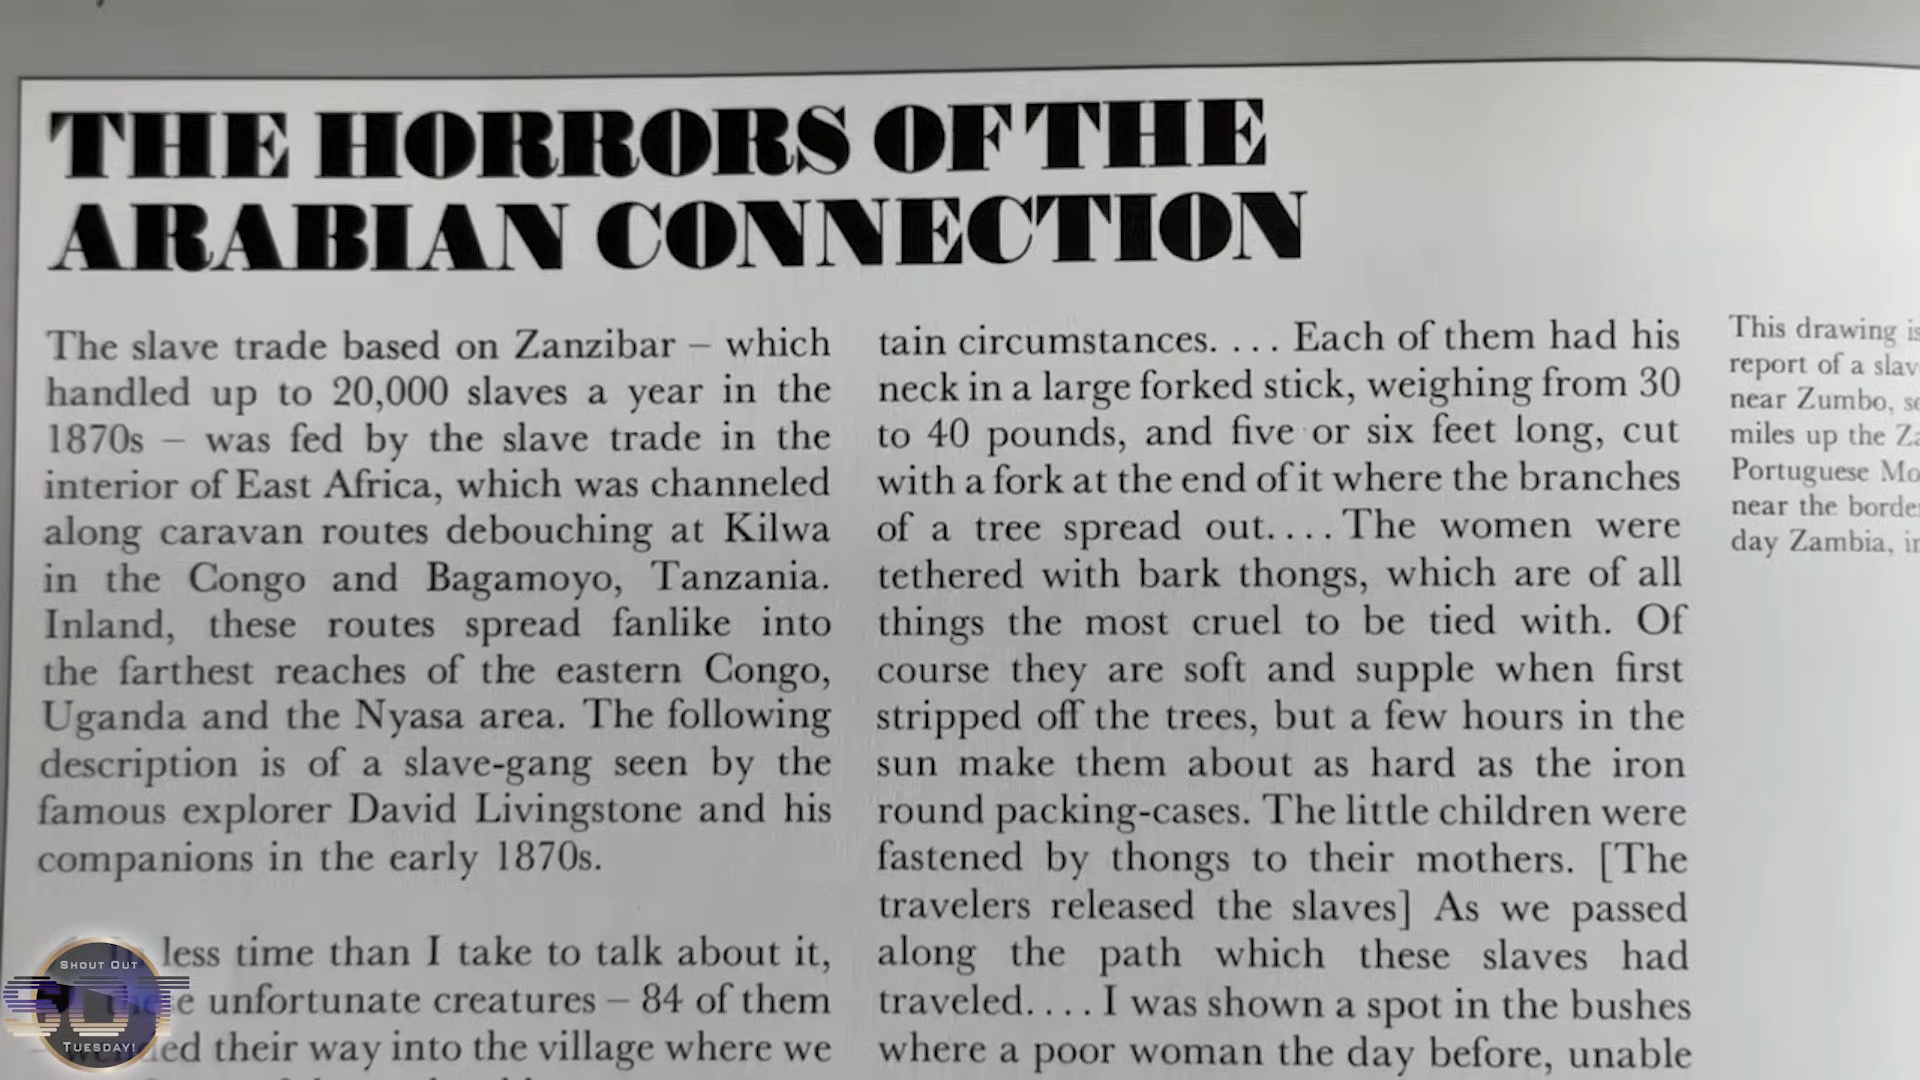 THE HORRORS OF THE
ARABIAN CONNECTION
The slave trade based on Zanzibar – which
handled up to 20,000 slaves a year in the
1870s – was fed by the slave trade in the
interior of East Africa, which was channeled
along caravan routes debouching at Kilwa
in the Congo and Bagamoyo, Tanzania.
Inland, these routes spread fanlike into
the farthest reaches of the eastern Congo,
Uganda and the Nyasa area. The following
description is of a slave-gang seen by the
famous explorer David Livingstone and his
companions in the early 1870s.
less time than I take to talk about it,
unfortunate creatures – 84 of them
their way into the village where we
tain circumstances. . . . Each of them had his
neck in a large forked stick, weighing from 30
to 40 pounds, and five or six feet long, cut
with a fork at the end of it where the branches
of a tree spread out. . . . The women were
tethered with bark thongs, which are of all
things the most cruel to be tied with. Of
course they are soft and supple when first
stripped off the trees, but a few hours in the
sun make them about as hard as the iron
round packing-cases. The little children were
fastened by thongs to their mothers. [The
travelers released the slaves] As we passed
along the path which these slaves had
traveled. . . . I was shown a spot in the bushes
where a poor woman the day before, unable
This drawing is
report of a
near Zumbo,
miles up the
Portuguese
near the
day Zambia,
SHOUT OUT
SOT
TUESDAY!